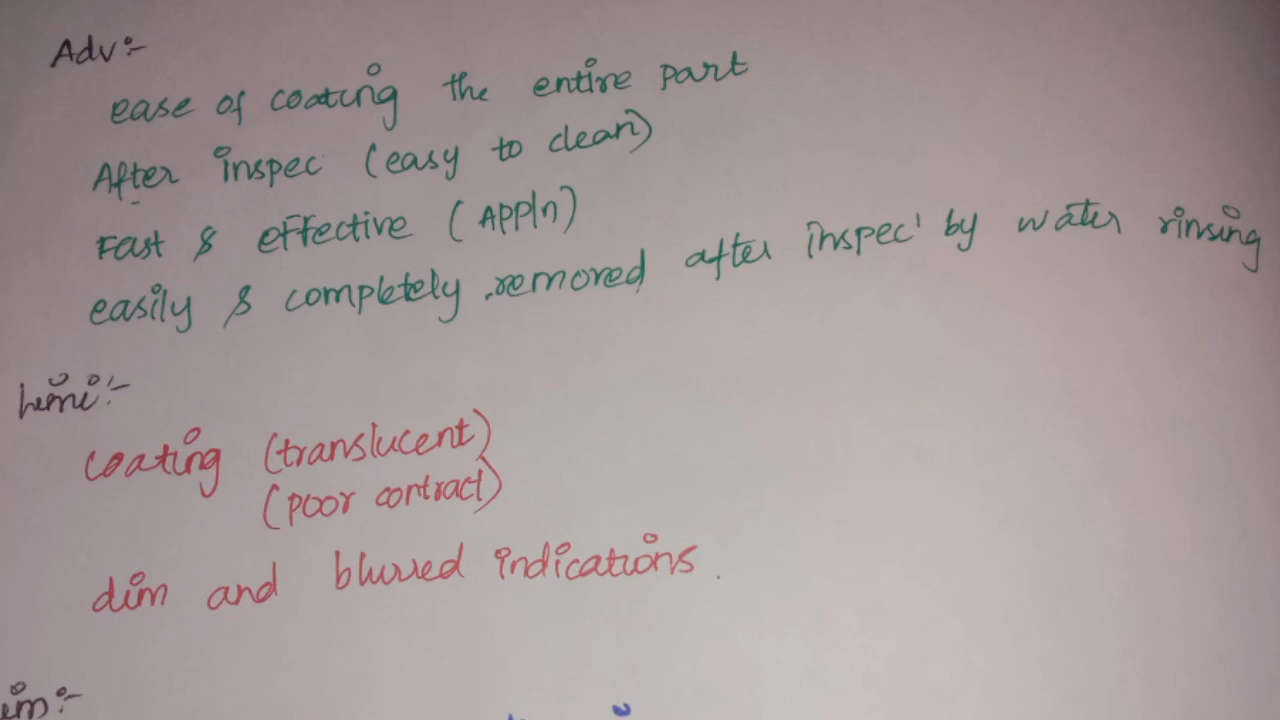 Adv:-
ease of coating the entire part
After inspec (easy to clean)
Fast & effective (APPln)
easily & completely removed after inspec' by water rinsing
limi:-
coating (translucent)
(poor contract)
dim and blurred indications.